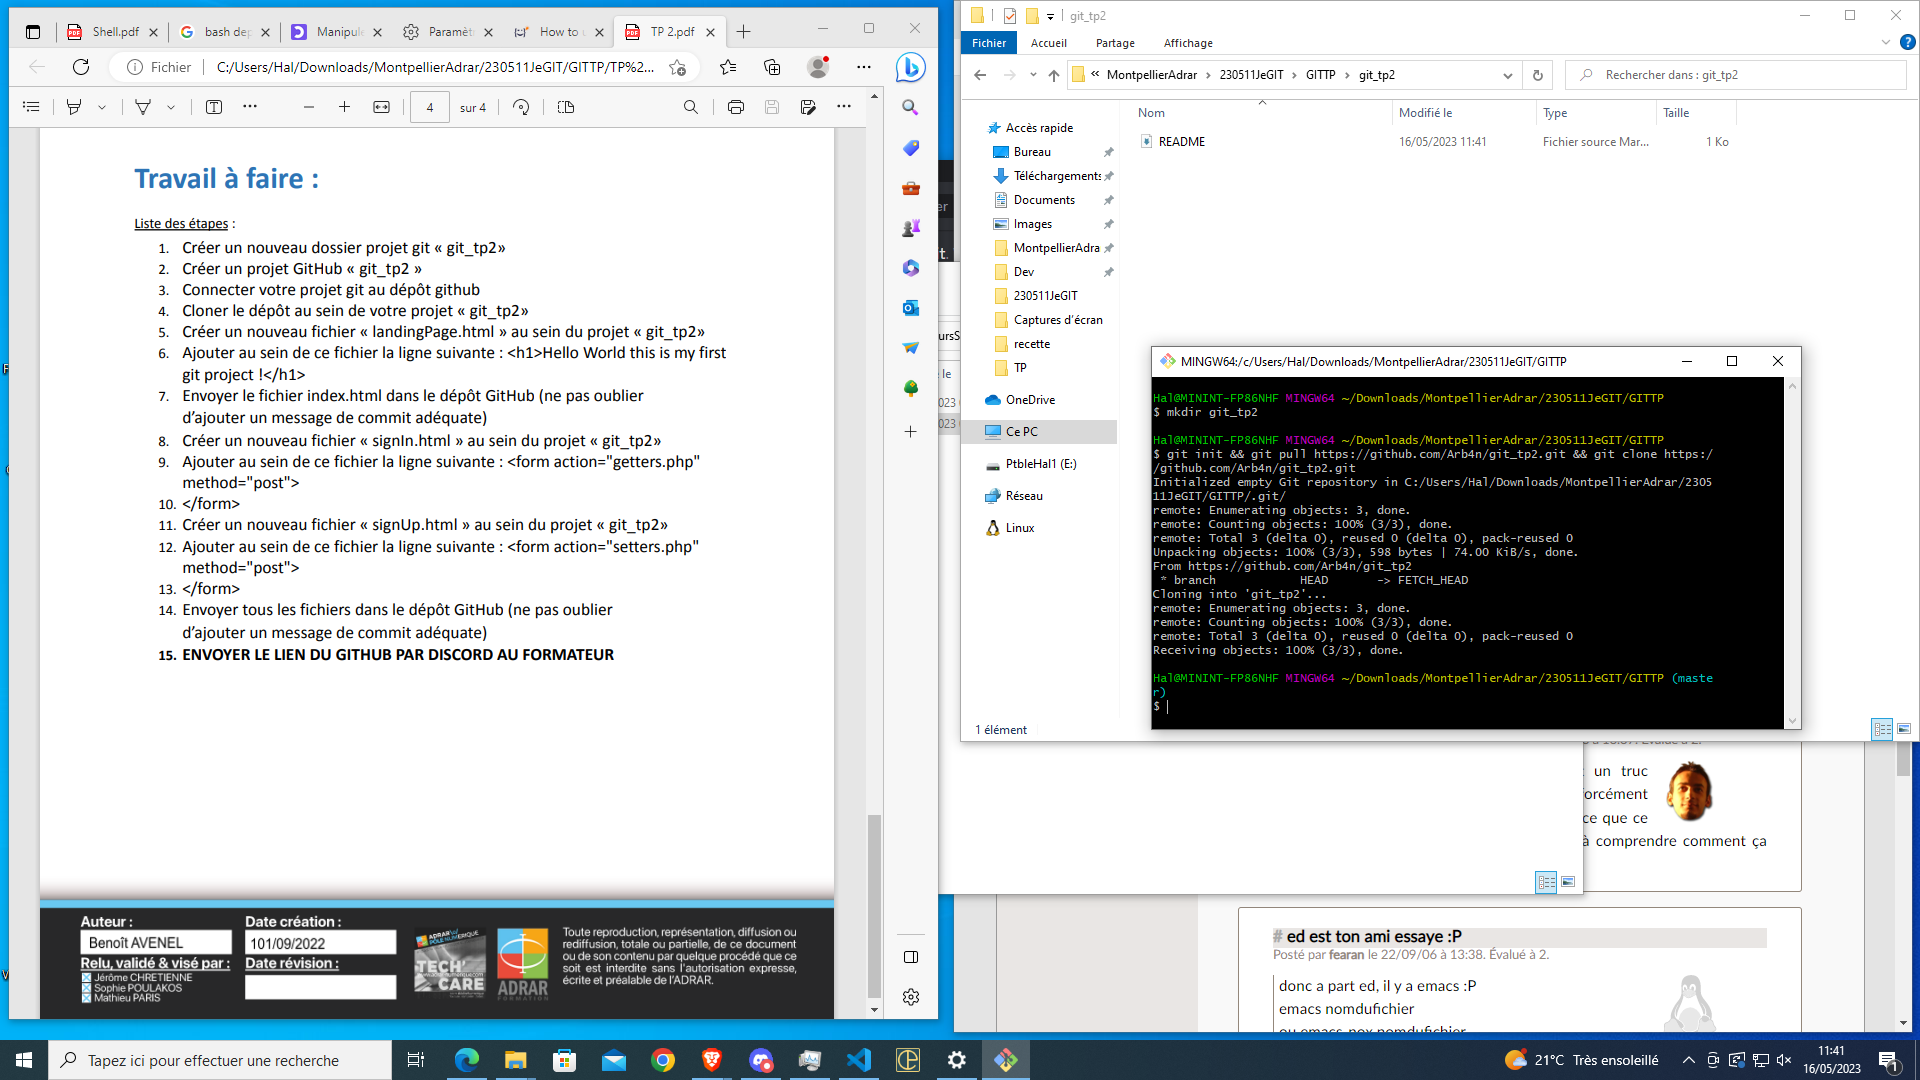 Shell.pdf
bash dep
Manipule
Paramèt
How to u
TP 2.pdf
Fichier
C:/Users/Hal/Downloads/MontpellierAdrar/230511JeGIT/GITTP/TP%2...
4
sur 4
Travail à faire :
Liste des étapes :
1. Créer un nouveau dossier projet git « git_tp2»
2. Créer un projet GitHub « git_tp2 »
3. Connecter votre projet git au dépôt github
4. Cloner le dépôt au sein de votre projet « git_tp2»
5. Créer un nouveau fichier « landingPage.html » au sein du projet « git_tp2»
6. Ajouter au sein de ce fichier la ligne suivante : <h1>Hello World this is my first
git project !</h1>
7. Envoyer le fichier index.html dans le dépôt GitHub (ne pas oublier
d’ajouter un message de commit adéquate)
8. Créer un nouveau fichier « signIn.html » au sein du projet « git_tp2»
9. Ajouter au sein de ce fichier la ligne suivante : <form action="getters.php"
method="post">
10. </form>
11. Créer un nouveau fichier « signUp.html » au sein du projet « git_tp2»
12. Ajouter au sein de ce fichier la ligne suivante : <form action="setters.php"
method="post">
13. </form>
14. Envoyer tous les fichiers dans le dépôt GitHub (ne pas oublier
d’ajouter un message de commit adéquate)
15. ENVOYER LE LIEN DU GITHUB PAR DISCORD AU FORMATEUR
Auteur :
Benoît AVENEL
Relu, validé & visé par :
Jérôme CHRETIENNE
Sophie POULAKOS
Mathieu PARIS
Date création :
101/09/2022
Date révision :
ADRAR
PÔLE NUMERIQUE
TECH'
CARE
ADRAR
FORMATION
Toute reproduction, représentation, diffusion ou
rediffusion, totale ou partielle, de ce document
ou de son contenu par quelque procédé que ce
soit est interdite sans l'autorisation expresse,
écrite et préalable de l'ADRAR.
git_tp2
Fichier
Accueil
Partage
Affichage
« MontpellierAdrar › 230511JeGIT › GITTP › git_tp2
Rechercher dans : git_tp2
Nom
Modifié le
Type
Taille
README
16/05/2023 11:41
Fichier source Mar...
1 Ko
Accès rapide
Bureau
Téléchargements
Documents
Images
MontpellierAdra
Dev
230511JeGIT
Captures d'écran
recette
TP
OneDrive
Ce PC
PtbleHal1 (E:)
Réseau
Linux
1 élément
MINGW64:/c/Users/Hal/Downloads/MontpellierAdrar/230511JeGIT/GITTP
Hal@MININT-FP86NHF MINGW64 ~/Downloads/MontpellierAdrar/230511JeGIT/GITTP
$ mkdir git_tp2
Hal@MININT-FP86NHF MINGW64 ~/Downloads/MontpellierAdrar/230511JeGIT/GITTP
$ git init && git pull https://github.com/Arb4n/git_tp2.git && git clone https:/
/github.com/Arb4n/git_tp2.git
Initialized empty Git repository in C:/Users/Hal/Downloads/MontpellierAdrar/2305
11JeGIT/GITTP/.git/
remote: Enumerating objects: 3, done.
remote: Counting objects: 100% (3/3), done.
remote: Total 3 (delta 0), reused 0 (delta 0), pack-reused 0
Unpacking objects: 100% (3/3), 598 bytes | 74.00 KiB/s, done.
From https://github.com/Arb4n/git_tp2
* branch HEAD -> FETCH_HEAD
Cloning into 'git_tp2'...
remote: Enumerating objects: 3, done.
remote: Counting objects: 100% (3/3), done.
remote: Total 3 (delta 0), reused 0 (delta 0), pack-reused 0
Receiving objects: 100% (3/3), done.
Hal@MININT-FP86NHF MINGW64 ~/Downloads/MontpellierAdrar/230511JeGIT/GITTP (maste
r)
$
un truc
forcément
ce que ce
à comprendre comment ça
# ed est ton ami essaye :P
Posté par fearan le 22/09/06 à 13:38. Évalué à 2.
donc a part ed, il y a emacs :P
emacs nomdufichier
ou emacs -nox nomdufichier
Tapez ici pour effectuer une recherche
21°C Très ensoleillé
11:41
16/05/2023
1